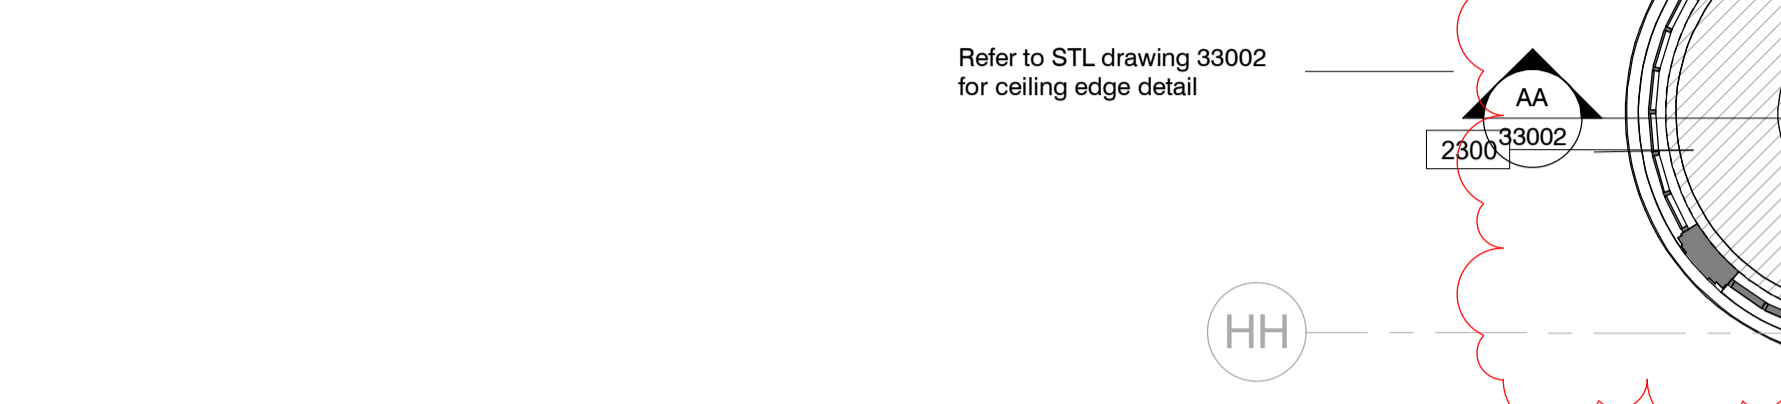 Refer to STL drawing 33002
for ceiling edge detail
AA
33002
2300
HH